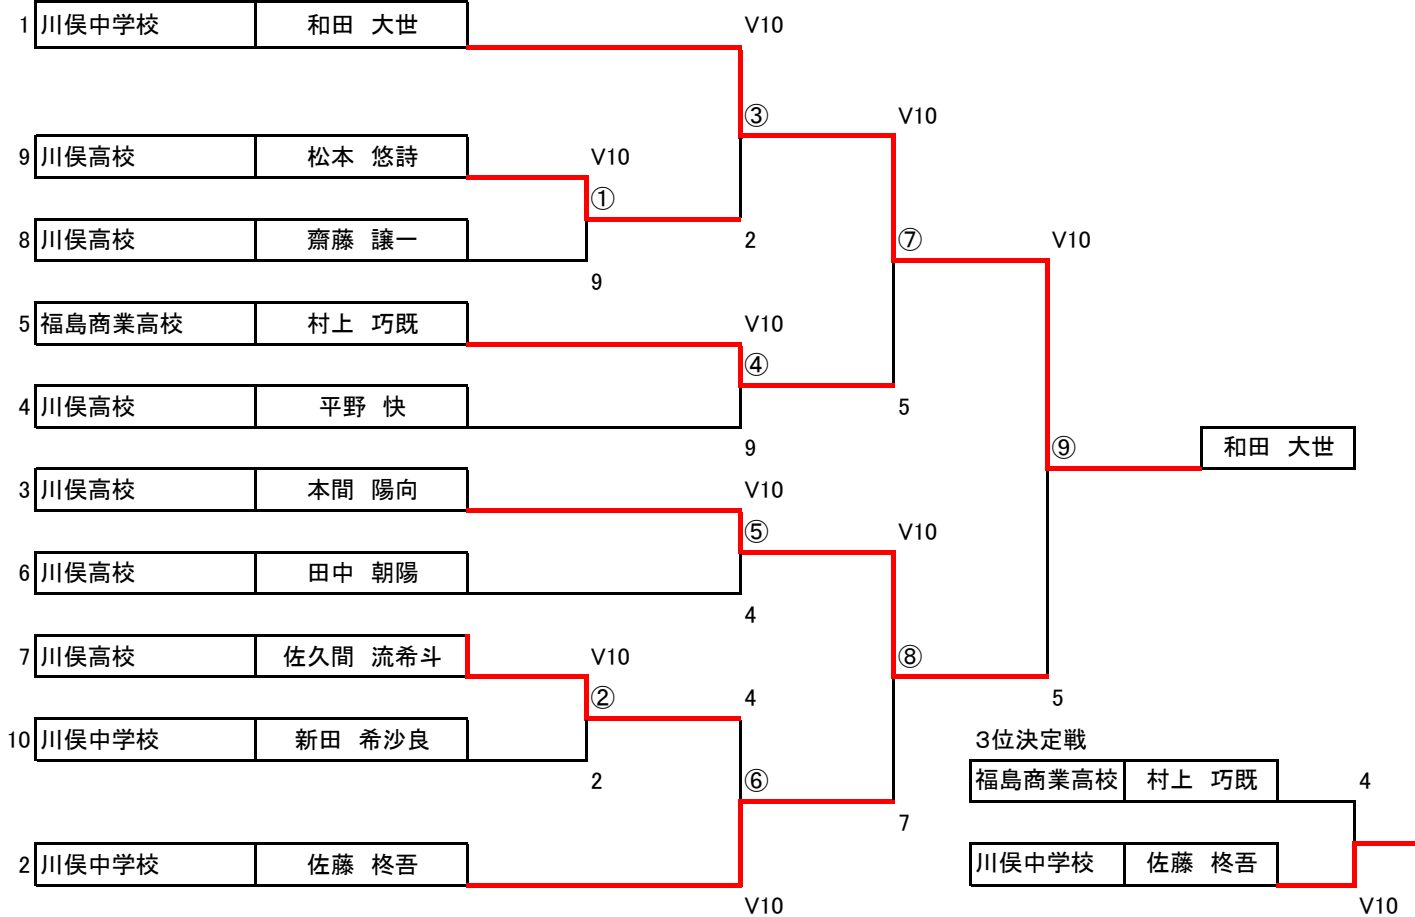 1 川俣中学校 和田 大世 V10
③ V10
9 川俣高校 松本 悠詩 V10
①
8 川俣高校 齋藤 譲一 2 ⑦ V10
9
5 福島商業高校 村上 巧既 V10
④
4 川俣高校 平野 快 5
9 ⑨ 和田 大世
3 川俣高校 本間 陽向 V10
⑤ V10
6 川俣高校 田中 朝陽
4
7 川俣高校 佐久間 流希斗 V10 ⑧
② 4 5
10 川俣中学校 新田 希沙良 3位決定戦
2 ⑥ 福島商業高校 村上 巧既 4
7
2 川俣中学校 佐藤 柊吾 川俣中学校 佐藤 柊吾
V10 V10